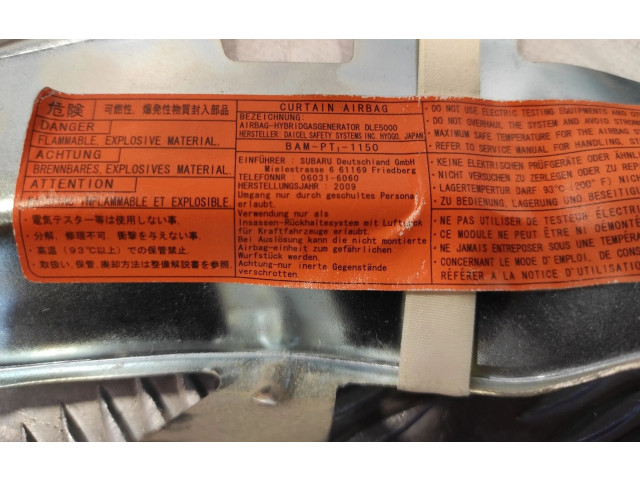 危険 可燃性，爆発性物質封入部品
DANGER
FLAMMABLE, EXPLOSIVE MATERIAL.
ACHTUNG
BRENNBARES, EXPLOSIVES MATERIAL.
ATTENTION
INFLAMMABLE ET EXPLOSIBLE.
・電気テスター等は使用しない事．
・分解，修理不可，衝撃を与えない事．
・高温（93℃以上）での保管禁止．
取扱い，保管，廃却方法は整備解説書を参照．
CURTAIN AIRBAG
BEZEICHNUNG:
AIRBAG-HYBRIDGASGENERATOR DLE5000
HERSTELLER: DAICEL SAFETY SYSTEMS INC. HYOGO, JAPAN
BAM-PT₁-1150
EINFÜHRER : SUBARU Deutschland GmbH
Mielestrasse 6 61169 Friedberg
TELEFONNR : 06031-6060
HERSTELLUNGSJAHR : 2009
Umgang nur durch geschultes Personal
erlaubt.
Verwendung nur als
Insassen-Rückhaltesystem mit Luftsack
für Kraftfahrzeuge erlaubt.
Bei Auslösung kann die nicht montierte
Airbag-einheit zum gefährlichen
Wurfstück werden.
Achtung-nur inerte Gegenstände
verschrotten.
・DO NOT USE ELECTRIC TESTING EQUIPMENTS AND
・DO NOT OVERHAUL THE SYSTEM AND AVOID STRONG
・MAXIMUM SAFE TEMPERATURE FOR THE AIRBAG
・REFER TO SERVICE MANUAL FOR HANDLING,
・KEINE ELEKTRISCHEN PRÜFGERÄTE ODER
・NICHT VERSUCHEN ZU ZERLEGEN ODER ZU
・LAGERTEMPERTUR DARF 93℃ (200°F) NICHT
・ZU BEDIENUNG, LAGERUNG UND BESEITIGUNG
・NE PAS UTILISER DE TESTEUR
・CE MODULE NE PEUT ÊTRE NI
・NE JAMAIS ENTREPOSER SOUS UNE
・CONCERNANT LE MODE D'EMPLOI, DE
RÉFÉRER A LA NOTICE D'UTILISATION